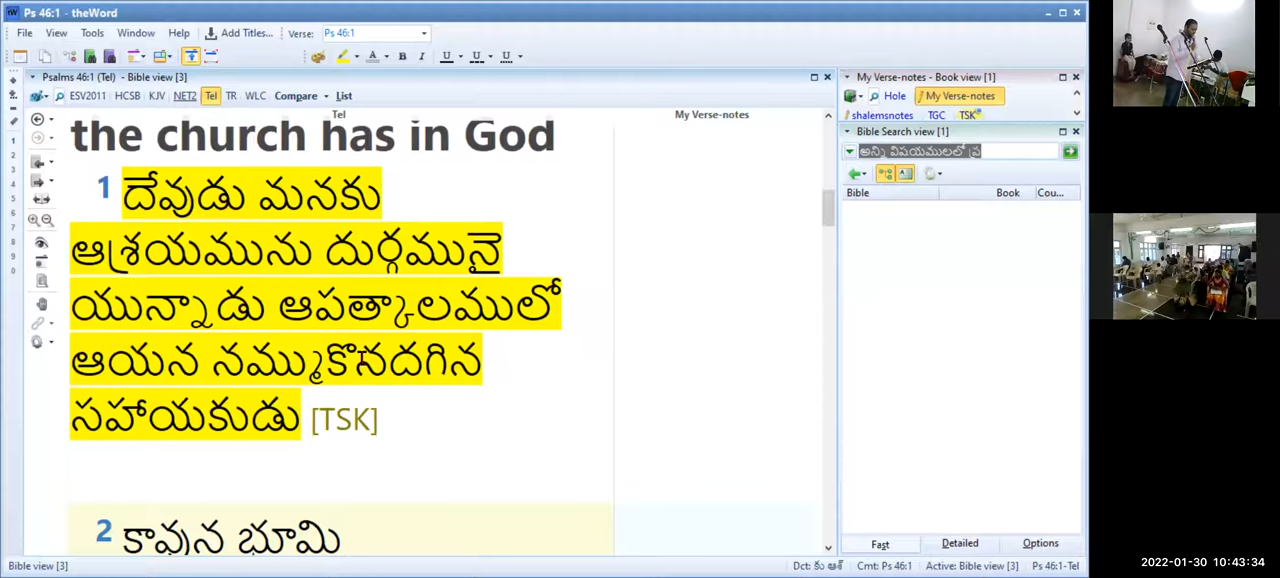 Ps 46:1 - theWord
File View Tools Window Help Add Titles... Verse: Ps 46:1
Psalms 46:1 (Tel) - Bible view [3]
ESV2011 HCSB KJV NET2 Tel TR WLC Compare List
Tel My Verse-notes
the church has in God
1 దేవుడు మనకు
ఆశ్రయమును దుర్గమునై
యున్నాడు ఆపత్కాలములో
ఆయన నమ్ముకొనదగిన
సహాయకుడు [TSK]
2 కావున భూమి
My Verse-notes - Book view [1]
Hole My Verse-notes
shalemsnotes TGC TSK
Bible Search view [1]
అన్ని విషయములలో ప్ర
Bible Book Cou...
Fast Detailed Options
Bible view [3] Dct: కు ఆశ్ Cmt: Ps 46:1 Active: Bible view [3] Ps 46:1-Tel
2022-01-30 10:43:34